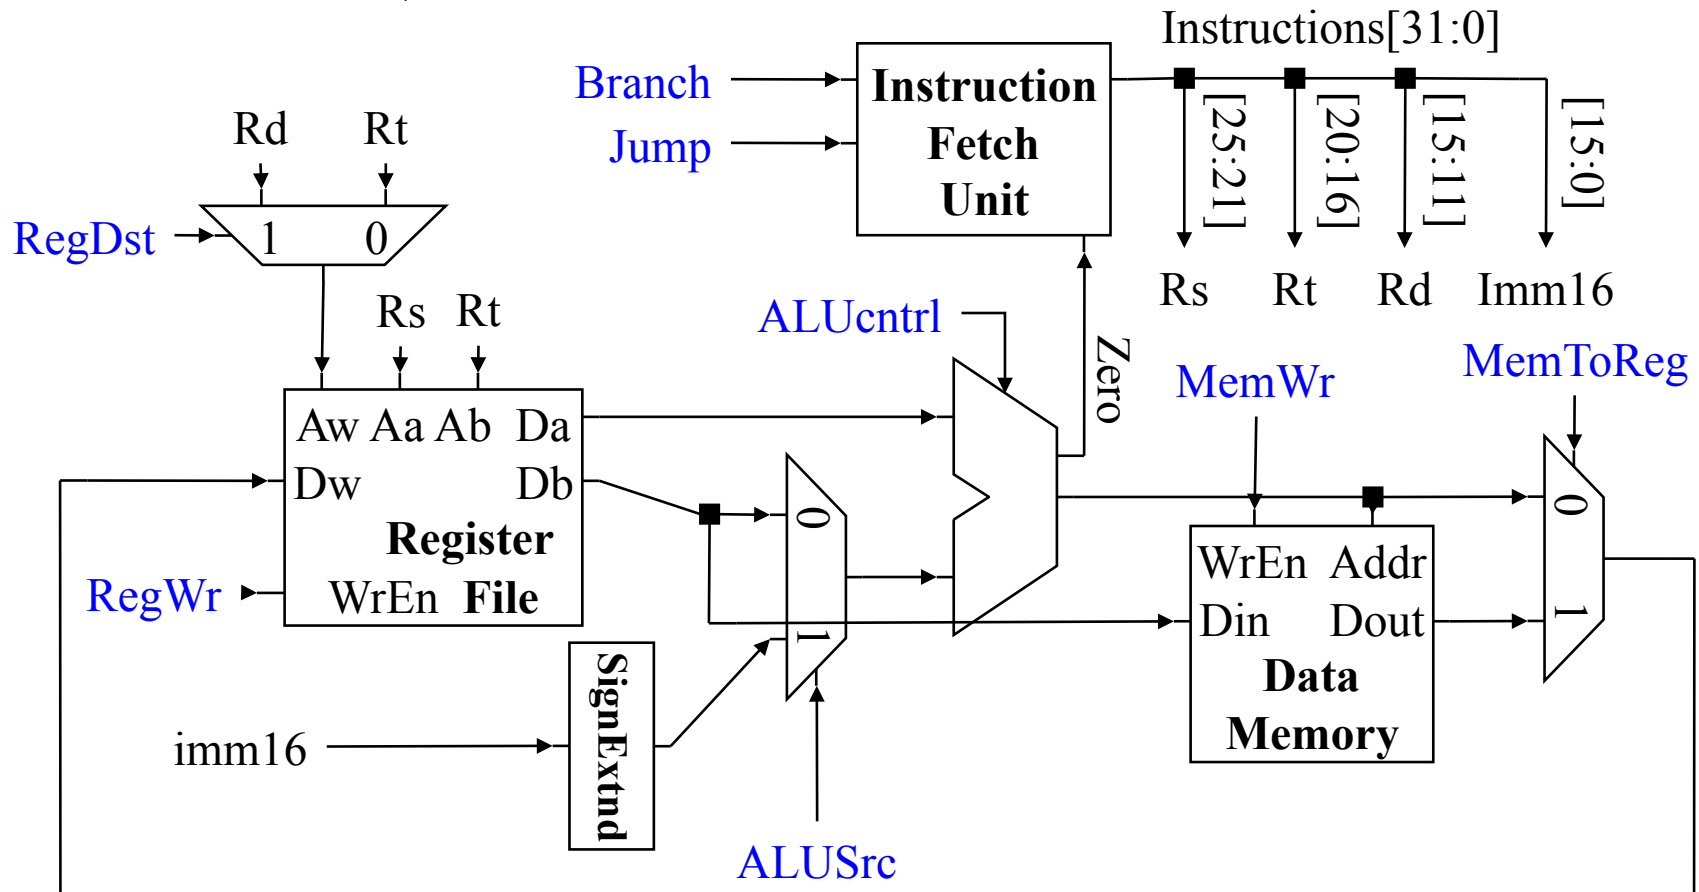 Instructions[31:0]
Branch
Jump
Instruction
Fetch
Unit
[25:21]
[20:16]
[15:11]
[15:0]
Rs
Rt
Rd
Imm16
Rd
Rt
RegDst
1
0
Rs
Rt
ALUcntrl
Zero
MemWr
MemToReg
Aw Aa Ab Da
Dw
Db
Register
WrEn File
RegWr
0
1
SignExtnd
imm16
ALUSrc
WrEn Addr
Din Dout
Data
Memory
0
1